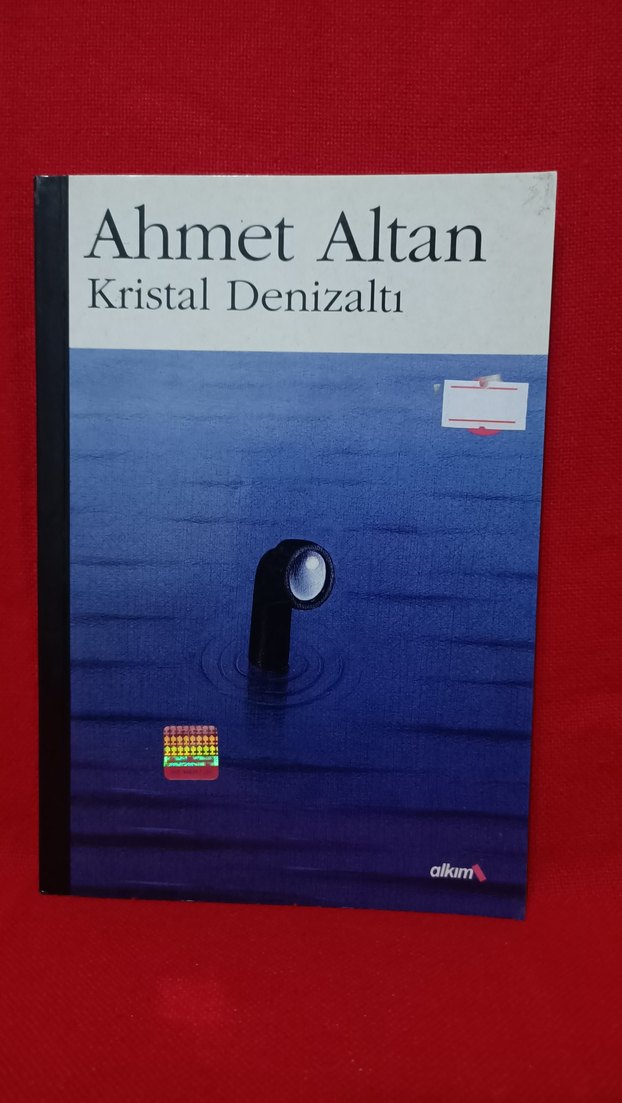 Ahmet Altan
Kristal Denizaltı
alkım